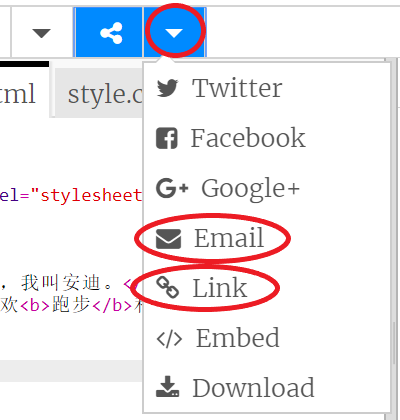 tml
style.c
Twitter
Facebook
Google+
el="stylesheet
Email
，我叫安迪。<
Link
欢<b>跑步</b>
Embed
Download